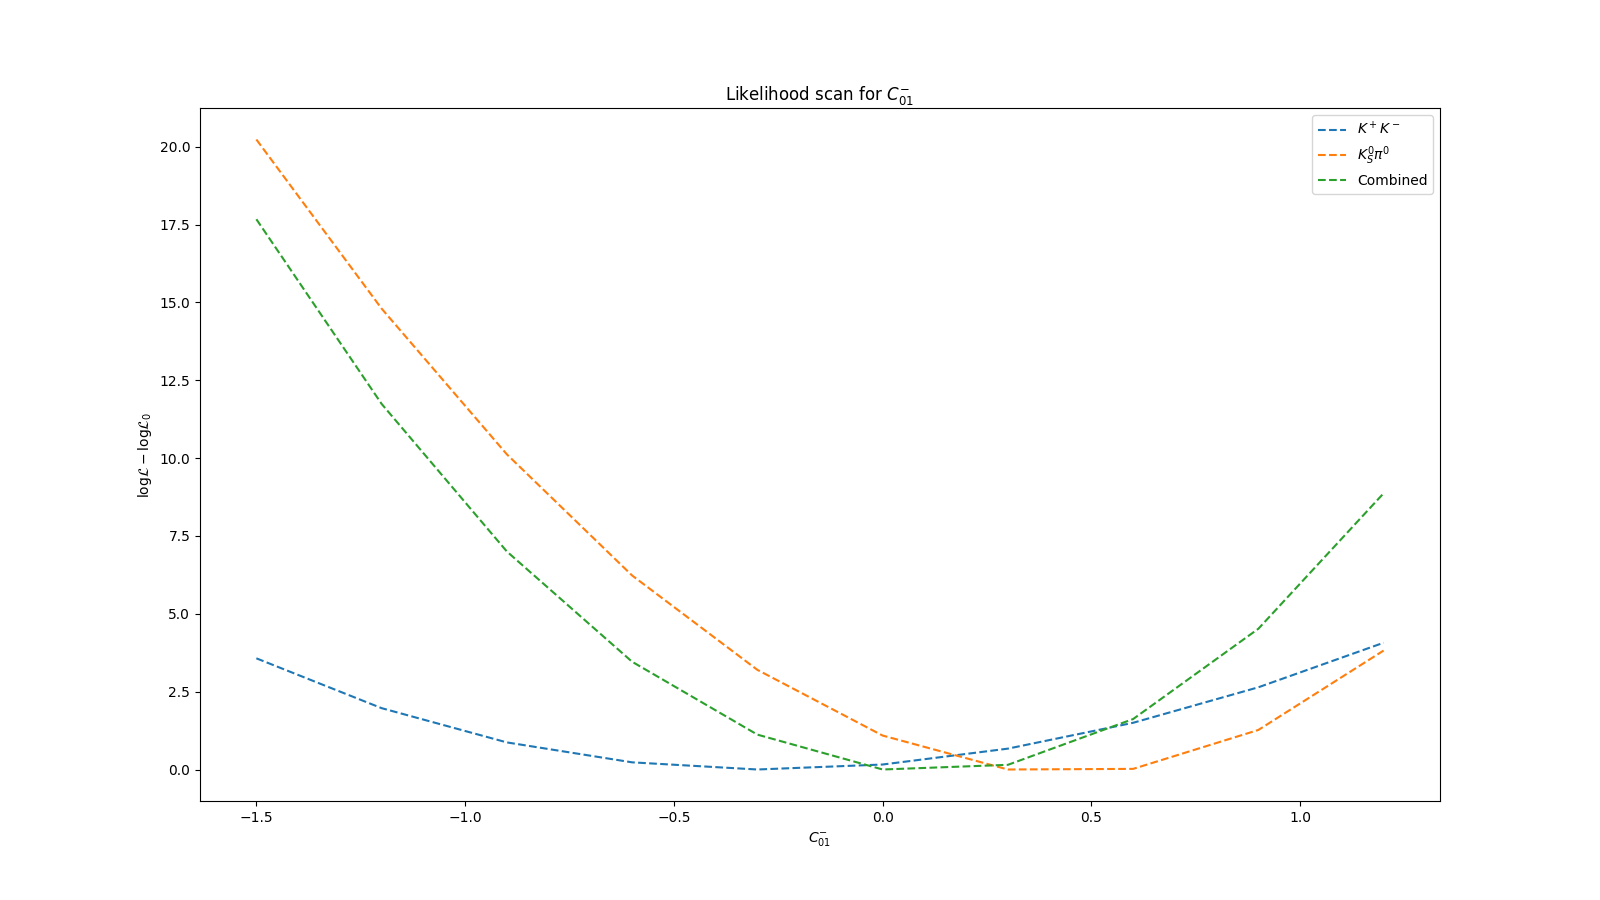 Likelihood scan for $C_{01}^{-}$
$K^+K^-$
$K_S^0\pi^0$
Combined
20.0
17.5
15.0
12.5
10.0
7.5
5.0
2.5
0.0
$\log\mathcal{L} - \log\mathcal{L}_0$
−1.5 −1.0 −0.5 0.0 0.5 1.0
$C_{01}^{-}$